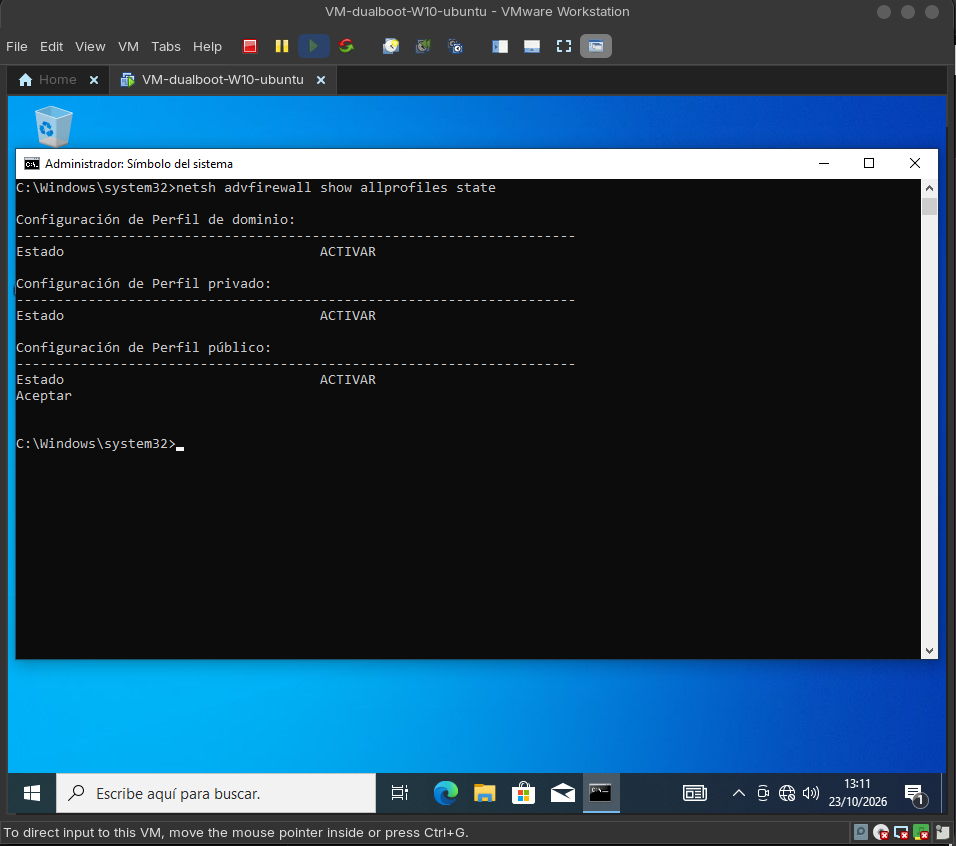 VM-dualboot-W10-ubuntu - VMware Workstation
File Edit View VM Tabs Help
Home VM-dualboot-W10-ubuntu
Administrador: Símbolo del sistema
C:\Windows\system32>netsh advfirewall show allprofiles state
Configuración de Perfil de dominio:
----------------------------------------------------------------------
Estado ACTIVAR
Configuración de Perfil privado:
----------------------------------------------------------------------
Estado ACTIVAR
Configuración de Perfil público:
----------------------------------------------------------------------
Estado ACTIVAR
Aceptar
C:\Windows\system32>
Escribe aquí para buscar.
13:11
23/10/2026
1
To direct input to this VM, move the mouse pointer inside or press Ctrl+G.